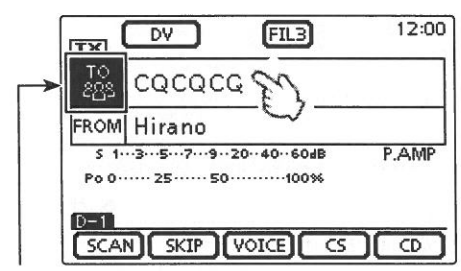 DV FIL3 12:00
TX
TO CQCQCQ
FROM Hirano
S 1··3··5··7··9··20··40··60dB P.AMP
Po 0······25······50·········100%
D-1
SCAN SKIP VOICE CS CD